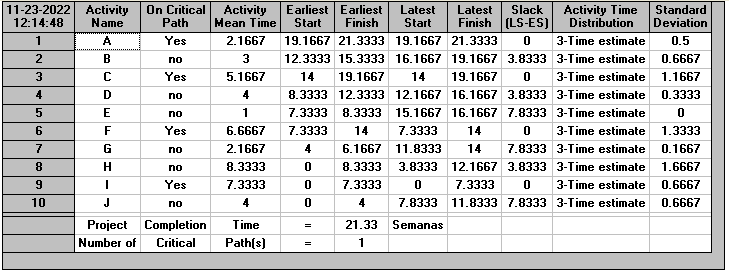 11-23-2022 Activity On Critical Activity Earliest Earliest Latest Latest Slack Activity Time Standard
12:14:48 Name Path Mean Time Start Finish Start Finish (LS-ES) Distribution Deviation
1 A Yes 2.1667 19.1667 21.3333 19.1667 21.3333 0 3-Time estimate 0.5
2 B no 3 12.3333 15.3333 16.1667 19.1667 3.8333 3-Time estimate 0.6667
3 C Yes 5.1667 14 19.1667 14 19.1667 0 3-Time estimate 1.1667
4 D no 4 8.3333 12.3333 12.1667 16.1667 3.8333 3-Time estimate 0.3333
5 E no 1 7.3333 8.3333 15.1667 16.1667 7.8333 3-Time estimate 0
6 F Yes 6.6667 7.3333 14 7.3333 14 0 3-Time estimate 1.3333
7 G no 2.1667 4 6.1667 11.8333 14 7.8333 3-Time estimate 0.1667
8 H no 8.3333 0 8.3333 3.8333 12.1667 3.8333 3-Time estimate 1.6667
9 I Yes 7.3333 0 7.3333 0 7.3333 0 3-Time estimate 0.6667
10 J no 4 0 4 7.8333 11.8333 7.8333 3-Time estimate 0.6667
Project Completion Time = 21.33 Semanas
Number of Critical Path(s) = 1